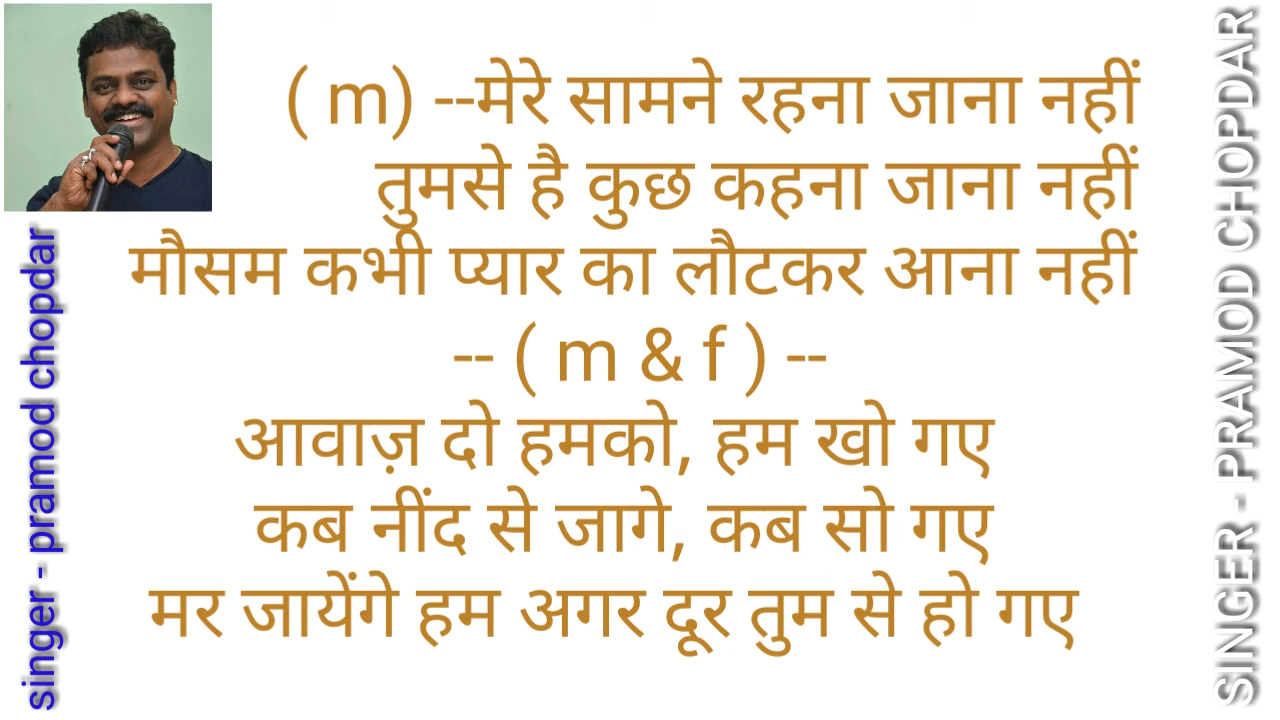 ( m) --मेरे सामने रहना जाना नहीं
तुमसे है कुछ कहना जाना नहीं
मौसम कभी प्यार का लौटकर आना नहीं
-- ( m & f ) --
आवाज़ दो हमको, हम खो गए
कब नींद से जागे, कब सो गए
मर जायेंगे हम अगर दूर तुम से हो गए
singer - pramod chopdar
SINGER - PRAMOD CHOPDAR